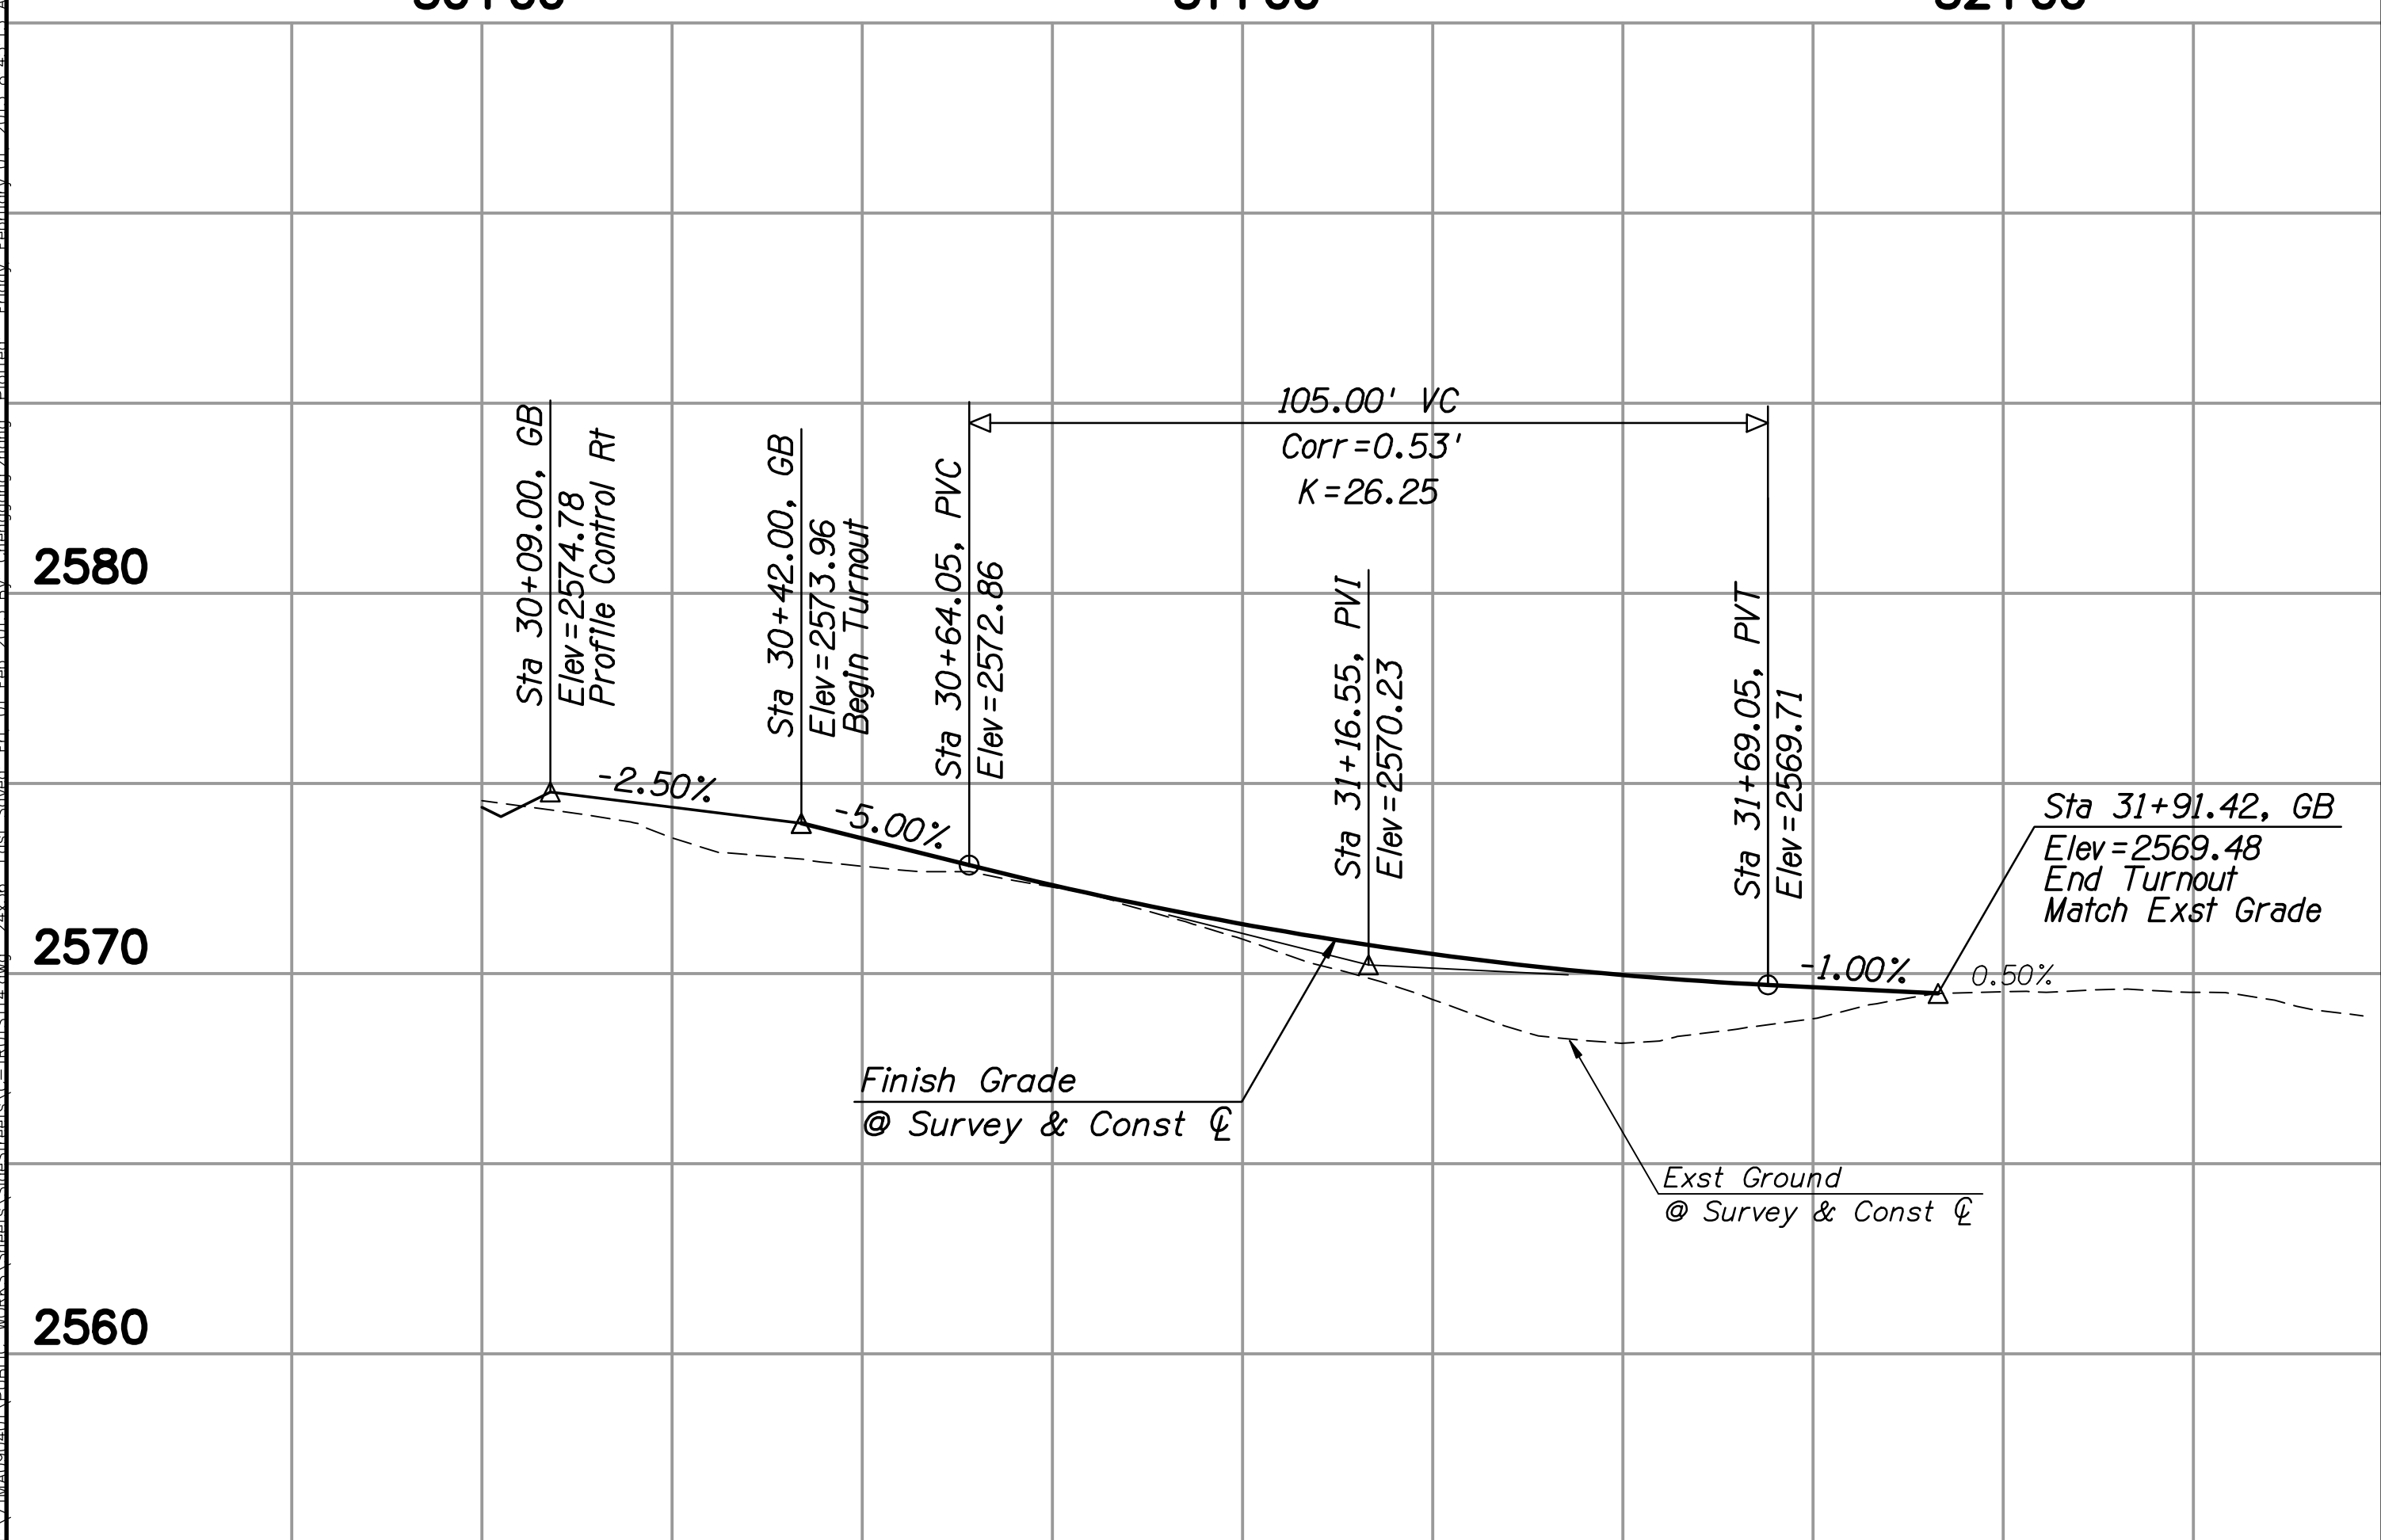 105.00' VC
Corr=0.53'
K=26.25
Sta 30+09.00, GB
Elev=2574.78
Profile Control Rt
Sta 30+42.00, GB
Elev=2573.96
Begin Turnout
Sta 30+64.05, PVC
Elev=2572.86
Sta 31+16.55, PVI
Elev=2570.23
Sta 31+69.05, PVT
Elev=2569.71
2580
-2.50%
-5.00%
Sta 31+91.42, GB
Elev=2569.48
End Turnout
Match Exst Grade
2570
-1.00%
0.50%
Finish Grade
@ Survey & Const ℄
Exst Ground
@ Survey & Const ℄
2560